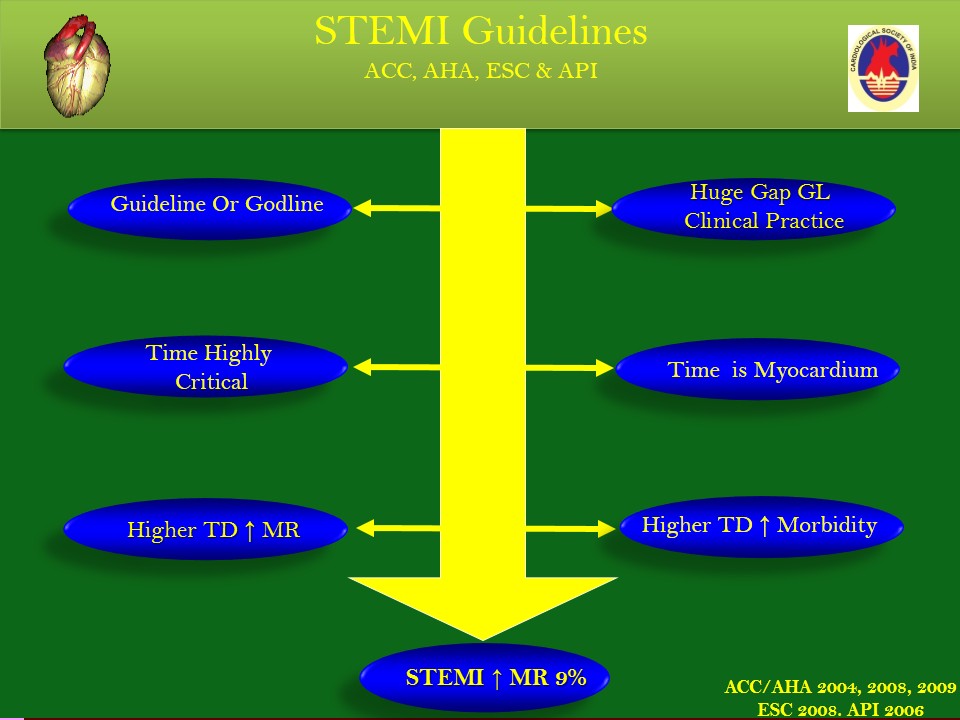 STEMI Guidelines
ACC, AHA, ESC & API
CARDIOLOGICAL SOCIETY OF INDIA
Guideline Or Godline
Huge Gap GL
Clinical Practice
Time Highly
Critical
Time is Myocardium
Higher TD ↑ MR
Higher TD ↑ Morbidity
STEMI ↑ MR 9%
ACC/AHA 2004, 2008, 2009
ESC 2008. API 2006